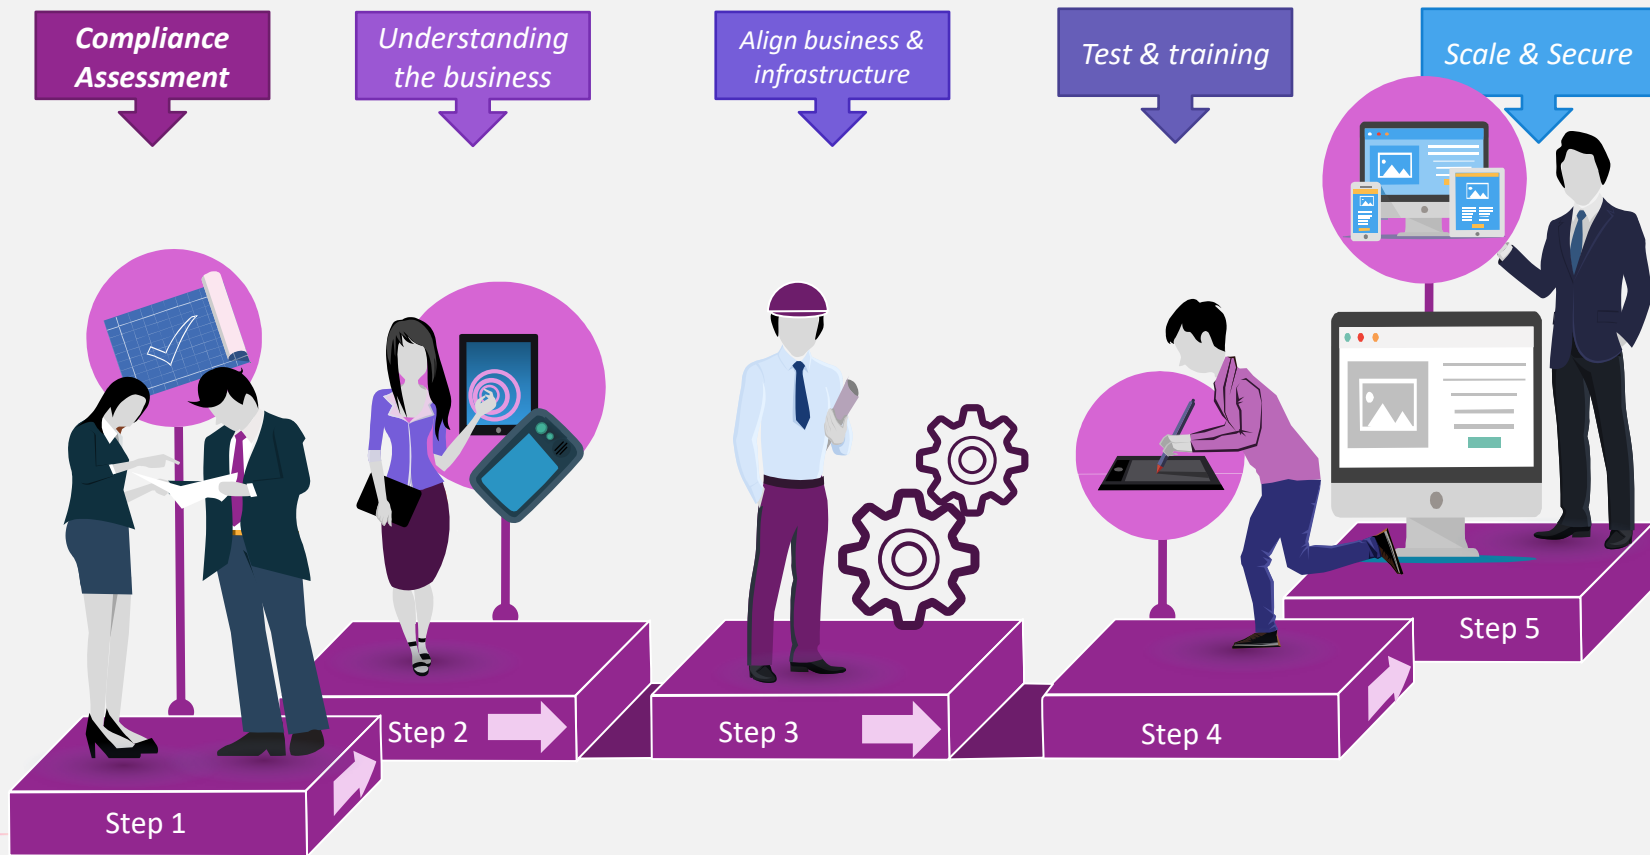 Compliance
Assessment
Understanding
the business
Align business &
infrastructure
Test & training
Scale & Secure
Step 1
Step 2
Step 3
Step 4
Step 5